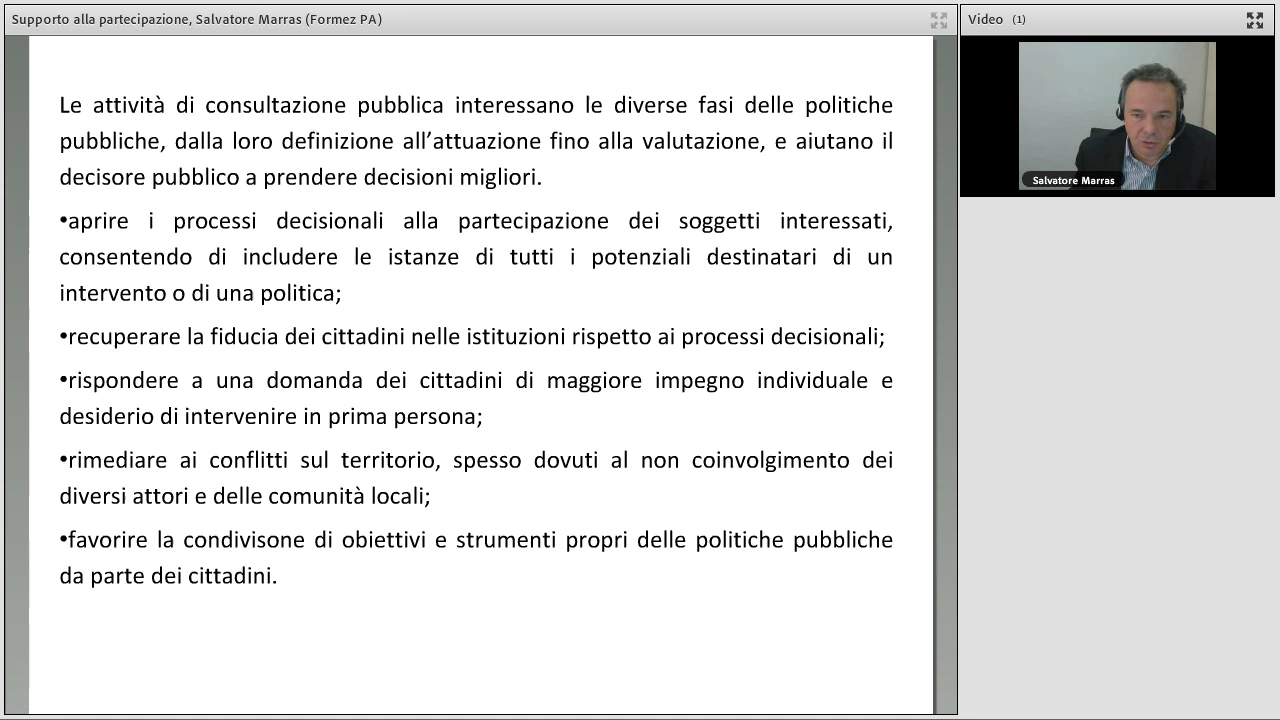 Supporto alla partecipazione, Salvatore Marras (Formez PA)
Video (1)
Le attività di consultazione pubblica interessano le diverse fasi delle politiche
pubbliche, dalla loro definizione all’attuazione fino alla valutazione, e aiutano il
decisore pubblico a prendere decisioni migliori.
•aprire i processi decisionali alla partecipazione dei soggetti interessati,
consentendo di includere le istanze di tutti i potenziali destinatari di un
intervento o di una politica;
•recuperare la fiducia dei cittadini nelle istituzioni rispetto ai processi decisionali;
•rispondere a una domanda dei cittadini di maggiore impegno individuale e
desiderio di intervenire in prima persona;
•rimediare ai conflitti sul territorio, spesso dovuti al non coinvolgimento dei
diversi attori e delle comunità locali;
•favorire la condivisone di obiettivi e strumenti propri delle politiche pubbliche
da parte dei cittadini.
Salvatore Marras